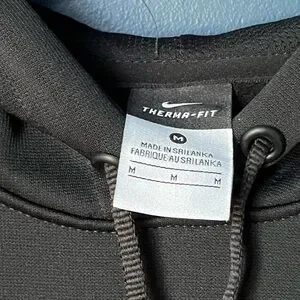 THERMA-FIT
M
MADE IN SRI LANKA
FABRIQUE AU SRI LANKA
M M M